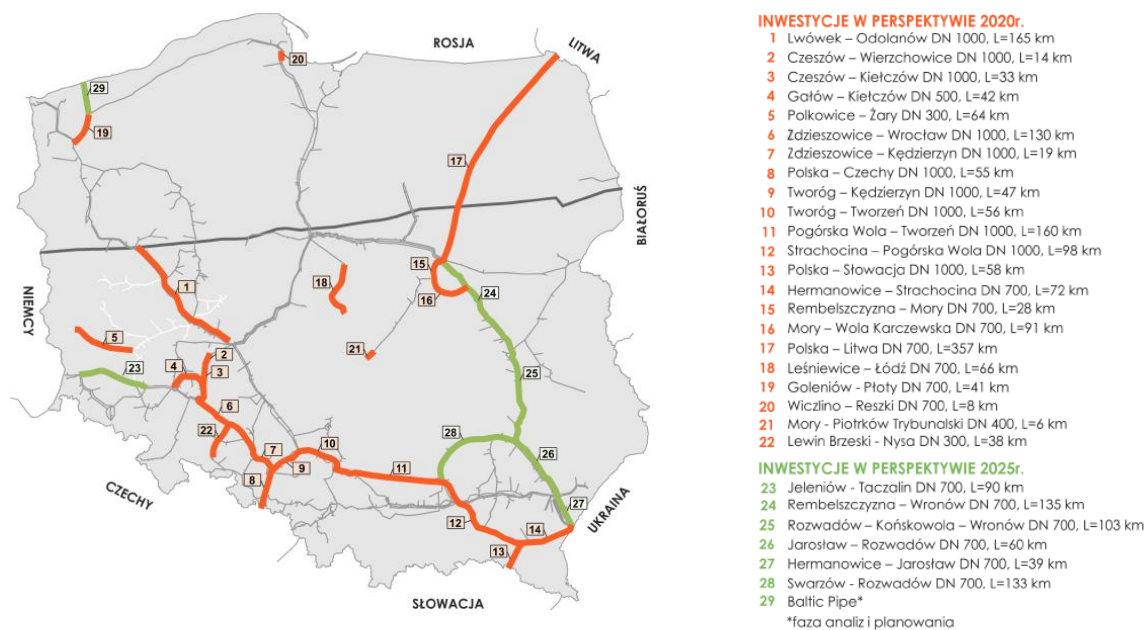 ROSJA
LITWA
BIAŁORUŚ
UKRAINA
SŁOWACJA
CZECHY
NIEMCY
29
20
19
17
15
16
18
24
1
21
5
2
25
23
4
3
6
28
22
10
7
9
26
11
8
27
12
14
13
INWESTYCJE W PERSPEKTYWIE 2020r.
1 Lwówek – Odolanów DN 1000, L=165 km
2 Czeszów – Wierzchowice DN 1000, L=14 km
3 Czeszów – Kiełczów DN 1000, L=33 km
4 Gałów – Kiełczów DN 500, L=42 km
5 Polkowice – Żary DN 300, L=64 km
6 Zdzieszowice – Wrocław DN 1000, L=130 km
7 Zdzieszowice – Kędzierzyn DN 1000, L=19 km
8 Polska – Czechy DN 1000, L=55 km
9 Tworóg – Kędzierzyn DN 1000, L=47 km
10 Tworóg – Tworzeń DN 1000, L=56 km
11 Pogórska Wola – Tworzeń DN 1000, L=160 km
12 Strachocina – Pogórska Wola DN 1000, L=98 km
13 Polska – Słowacja DN 1000, L=58 km
14 Hermanowice – Strachocina DN 700, L=72 km
15 Rembelszczyzna – Mory DN 700, L=28 km
16 Mory – Wola Karczewska DN 700, L=91 km
17 Polska – Litwa DN 700, L=357 km
18 Leśniewice – Łódź DN 700, L=66 km
19 Goleniów - Płoty DN 700, L=41 km
20 Wiczlino – Reszki DN 700, L=8 km
21 Mory - Piotrków Trybunalski DN 400, L=6 km
22 Lewin Brzeski - Nysa DN 300, L=38 km
INWESTYCJE W PERSPEKTYWIE 2025r.
23 Jeleniów - Taczalin DN 700, L=90 km
24 Rembelszczyzna – Wronów DN 700, L=135 km
25 Rozwadów – Końskowola – Wronów DN 700, L=103 km
26 Jarosław – Rozwadów DN 700, L=60 km
27 Hermanowice – Jarosław DN 700, L=39 km
28 Swarzów - Rozwadów DN 700, L=133 km
29 Baltic Pipe*
*faza analiz i planowania